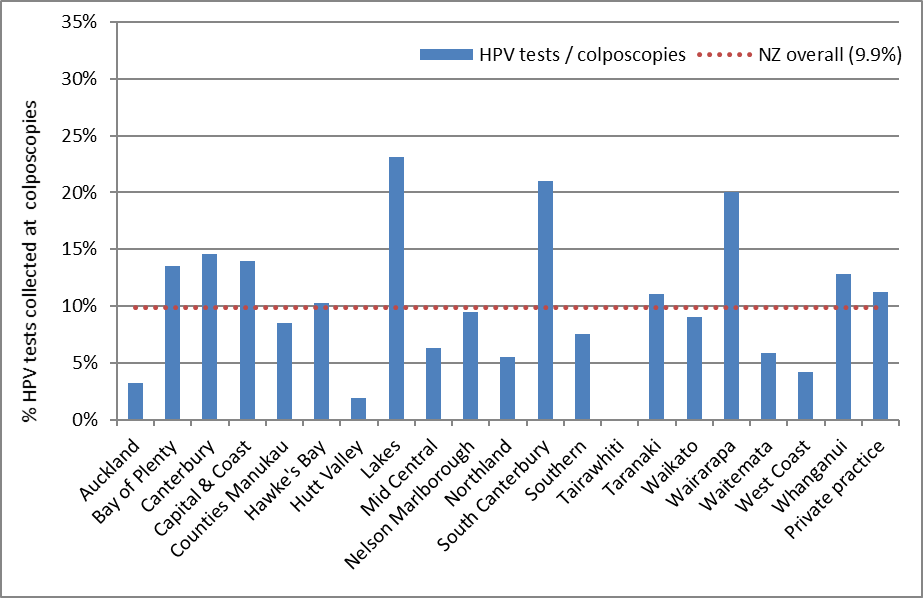 35%
30%
25%
20%
15%
10%
5%
0%
% HPV tests collected at colposcopies
HPV tests / colposcopies
NZ overall (9.9%)
Auckland
Bay of Plenty
Canterbury
Capital & Coast
Counties Manukau
Hawke's Bay
Hutt Valley
Lakes
Mid Central
Nelson Marlborough
Northland
South Canterbury
Southern
Tairawhiti
Taranaki
Waikato
Wairarapa
Waitemata
West Coast
Whanganui
Private practice